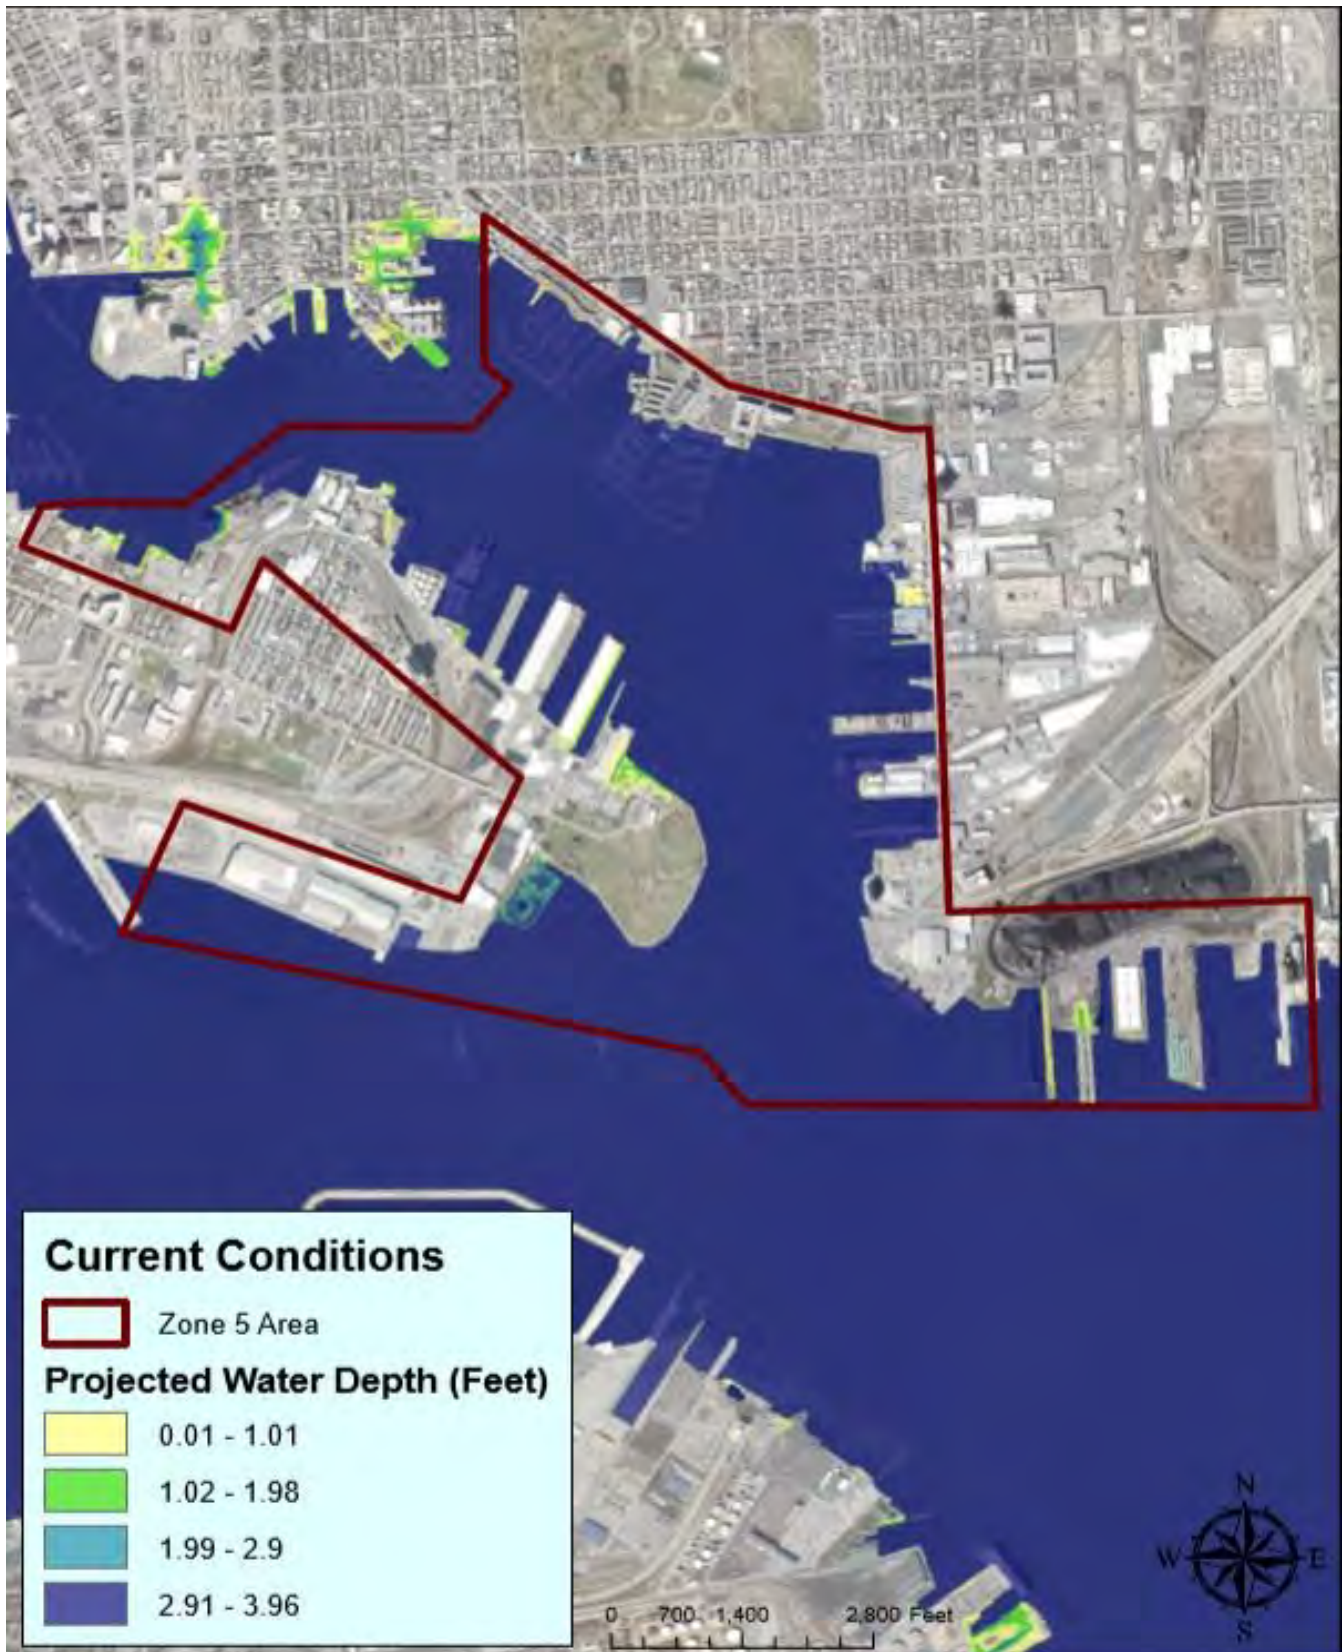 Current Conditions
Zone 5 Area
Projected Water Depth (Feet)
0.01 - 1.01
1.02 - 1.98
1.99 - 2.9
2.91 - 3.96
0 700 1,400 2,800 Feet
N
W E
S